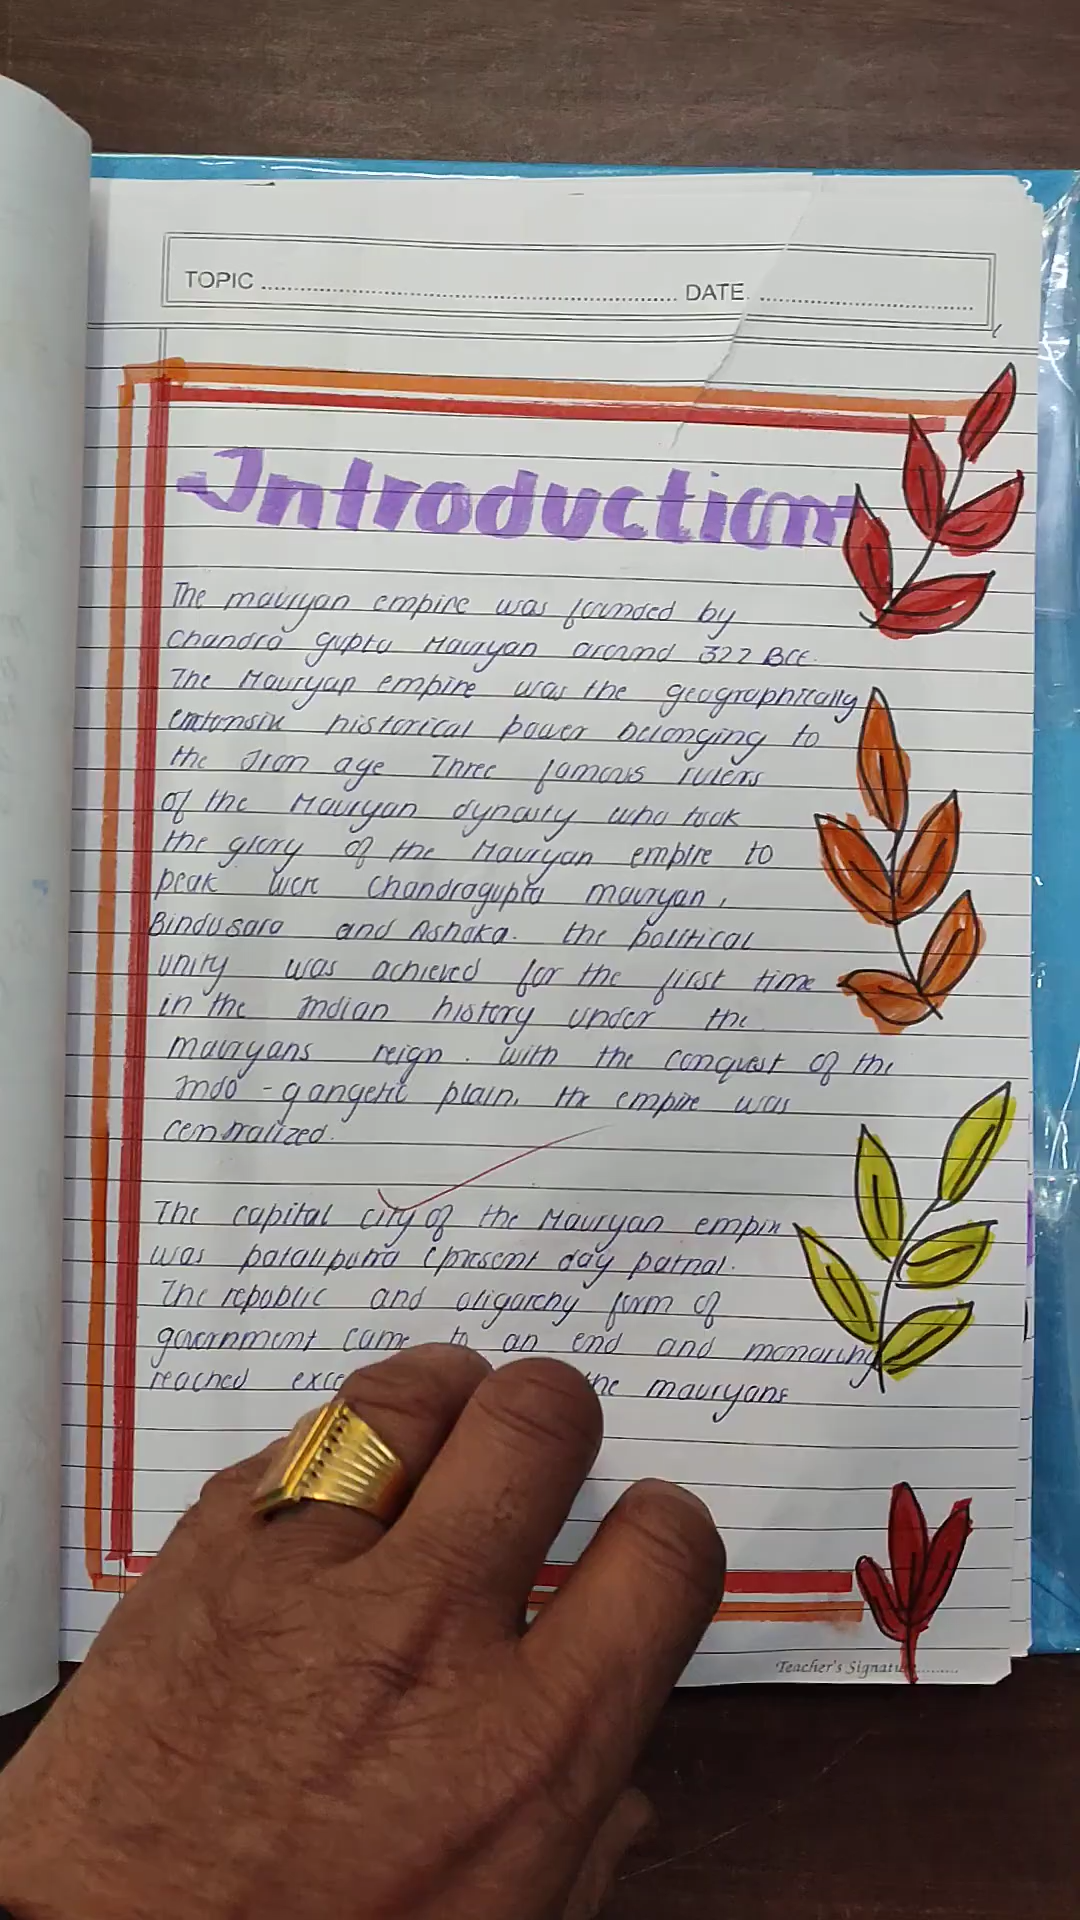 TOPIC ........ DATE ........
Introduction
The mauryan empire was founded by
Chandra gupta Mauryan around 322 BCE.
The Mauryan empire was the geographically
extensive historical power belonging to
the Iron age Three famous rulers
of the Mauryan dynasty who took
the glory of the Mauryan empire to
peak were Chandragupta mauryan,
Bindusara and Ashoka. the political
unity was achieved for the first time
in the Indian history under the
mauryans reign. with the conquest of the
Indo-gangetic plain, the empire was
centralized.
The capital city of the Mauryan empire
was pataliputra (present day patna).
The republic and oligarchy form of
government came to an end and monarchy
reached the mauryans
Teacher's